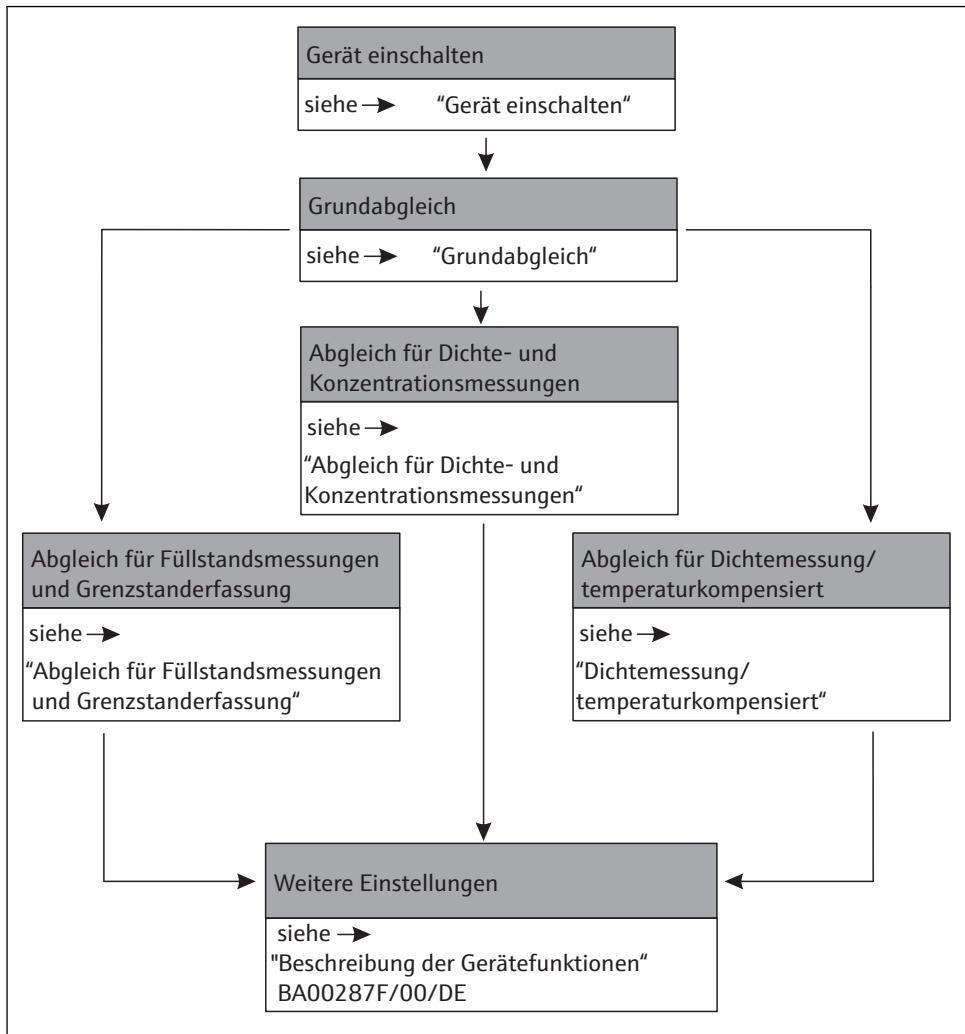 Gerät einschalten
siehe → “Gerät einschalten“
Grundabgleich
siehe → “Grundabgleich“
Abgleich für Dichte- und
Konzentrationsmessungen
siehe →
“Abgleich für Dichte- und
Konzentrationsmessungen“
Abgleich für Füllstandsmessungen
und Grenzstanderfassung
siehe →
“Abgleich für Füllstandsmessungen
und Grenzstanderfassung“
Abgleich für Dichtemessung/
temperaturkompensiert
siehe →
“Dichtemessung/
temperaturkompensiert“
Weitere Einstellungen
siehe →
"Beschreibung der Gerätefunktionen“
BA00287F/00/DE